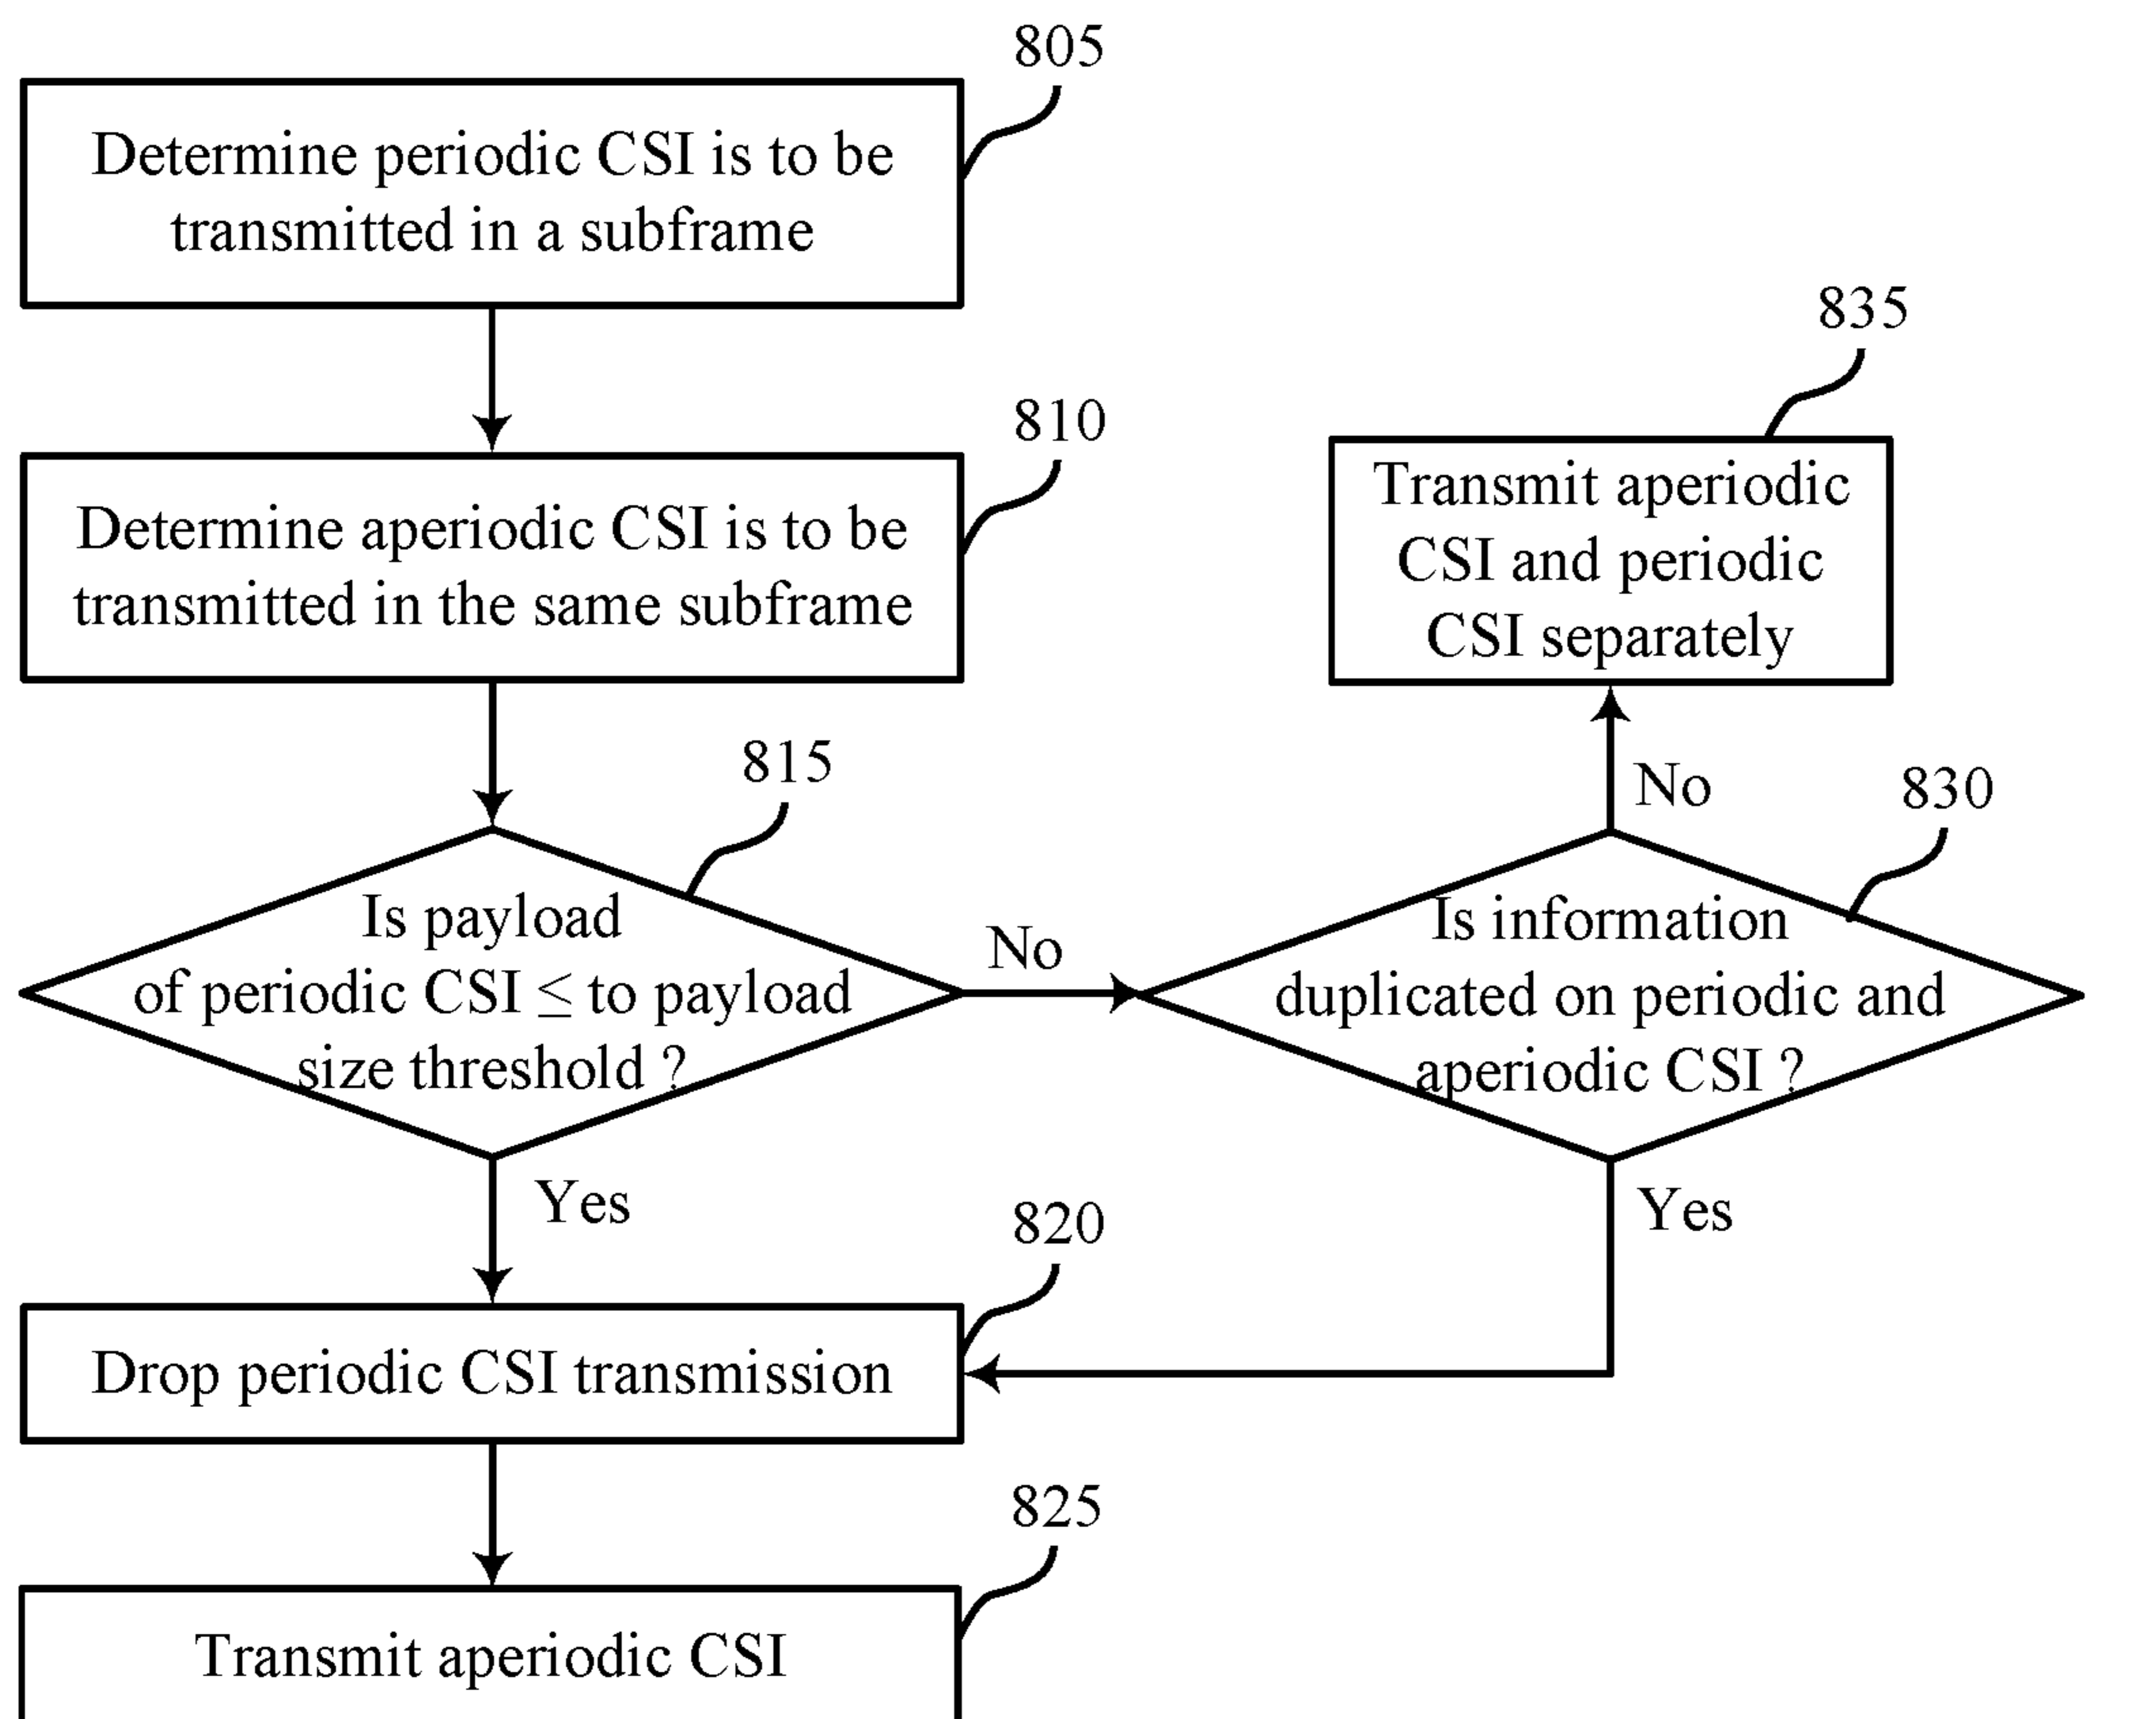 805
Determine periodic CSI is to be
transmitted in a subframe
810
Determine aperiodic CSI is to be
transmitted in the same subframe
815
Is payload
of periodic CSI ≤ to payload
size threshold ?
No
Yes
830
Is information
duplicated on periodic and
aperiodic CSI ?
No
Yes
835
Transmit aperiodic
CSI and periodic
CSI separately
820
Drop periodic CSI transmission
825
Transmit aperiodic CSI